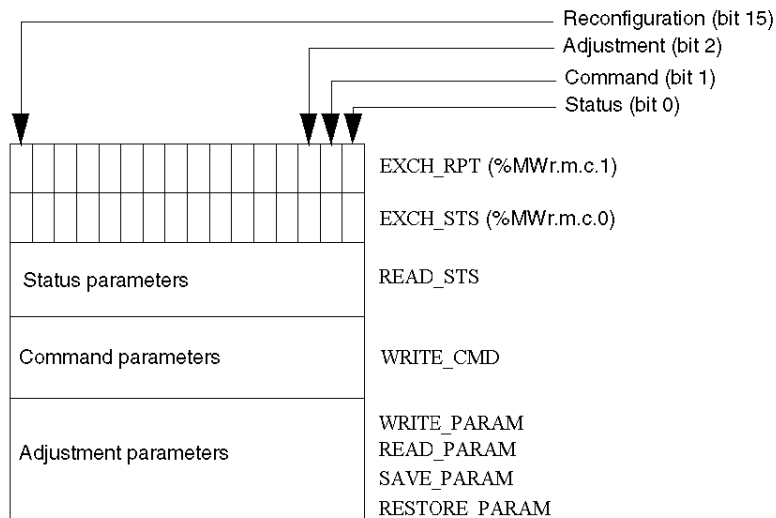 Reconfiguration (bit 15)
Adjustment (bit 2)
Command (bit 1)
Status (bit 0)
EXCH_RPT (%MWr.m.c.1)
EXCH_STS (%MWr.m.c.0)
Status parameters
READ_STS
Command parameters
WRITE_CMD
WRITE_PARAM
Adjustment parameters
READ_PARAM
SAVE_PARAM
RESTORE_PARAM